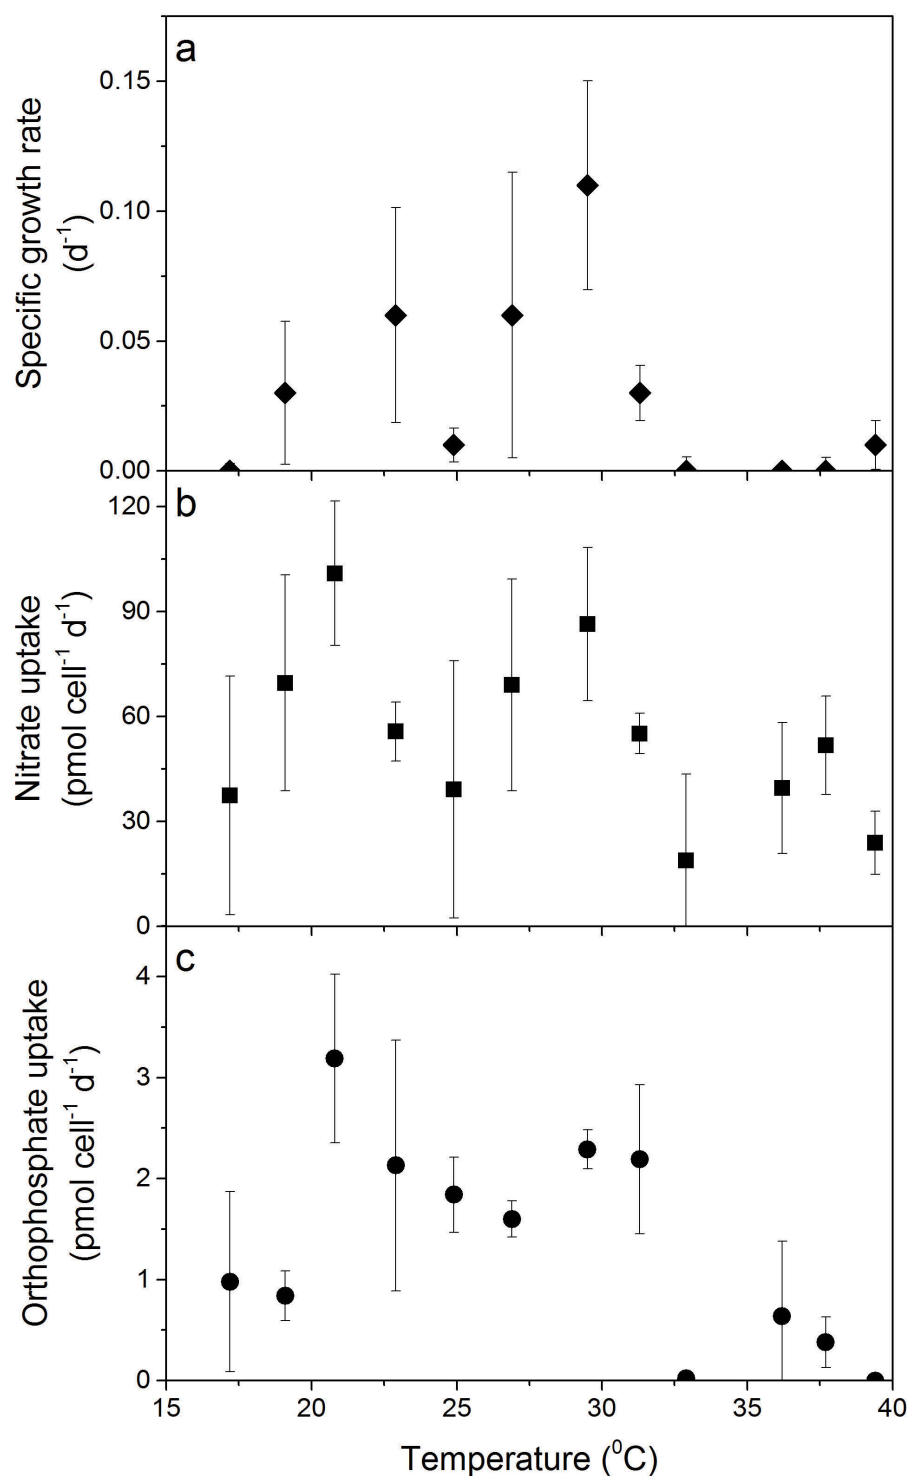 a
Specific growth rate
(d⁻¹)
0.15
0.10
0.05
0.00
b
Nitrate uptake
(pmol cell⁻¹ d⁻¹)
120
90
60
30
0
c
Orthophosphate uptake
(pmol cell⁻¹ d⁻¹)
4
3
2
1
0
15 20 25 30 35 40
Temperature (⁰C)